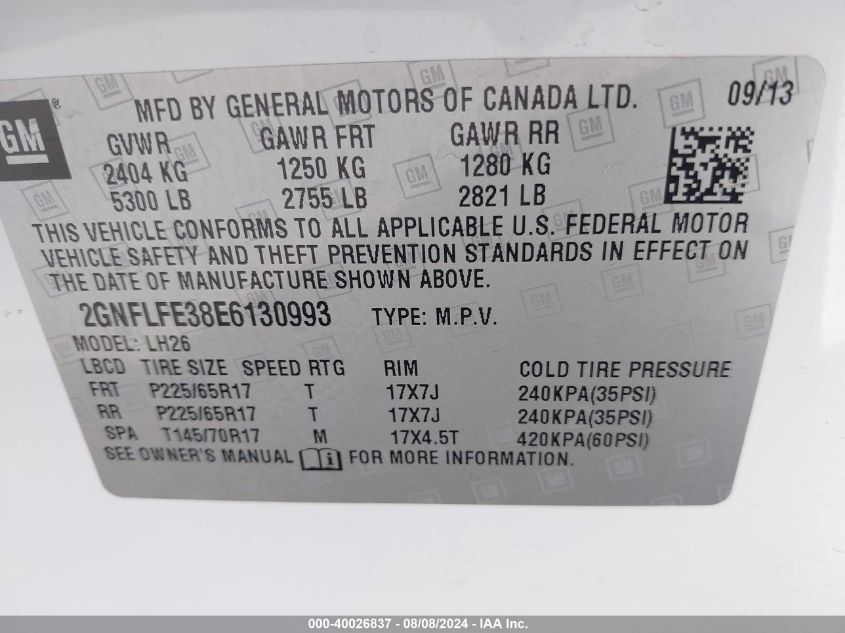 GM®
MFD BY GENERAL MOTORS OF CANADA LTD. 09/13
GVWR GAWR FRT GAWR RR
2404 KG 1250 KG 1280 KG
5300 LB 2755 LB 2821 LB
THIS VEHICLE CONFORMS TO ALL APPLICABLE U.S. FEDERAL MOTOR
VEHICLE SAFETY AND THEFT PREVENTION STANDARDS IN EFFECT ON
THE DATE OF MANUFACTURE SHOWN ABOVE.
2GNFLFE38E6130993 TYPE: M.P.V.
MODEL: LH26
LBCD TIRE SIZE SPEED RTG RIM COLD TIRE PRESSURE
FRT P225/65R17 T 17X7J 240KPA(35PSI)
RR P225/65R17 T 17X7J 240KPA(35PSI)
SPA T145/70R17 M 17X4.5T 420KPA(60PSI)
SEE OWNER'S MANUAL i FOR MORE INFORMATION.
000-40026837 - 08/08/2024 - IAA Inc.